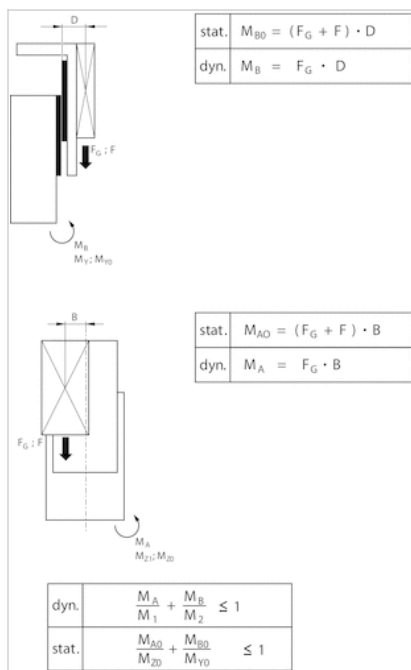 D
stat. M_B0 = (F_G + F) · D
dyn. M_B = F_G · D
F_G ; F
M_B
M_Y ; M_Y0
B
stat. M_AO = (F_G + F) · B
dyn. M_A = F_G · B
F_G ; F
M_A
M_Z1 ; M_Z0
dyn. M_A/M_1 + M_B/M_2 ≤ 1
stat. M_A0/M_Z0 + M_B0/M_Y0 ≤ 1